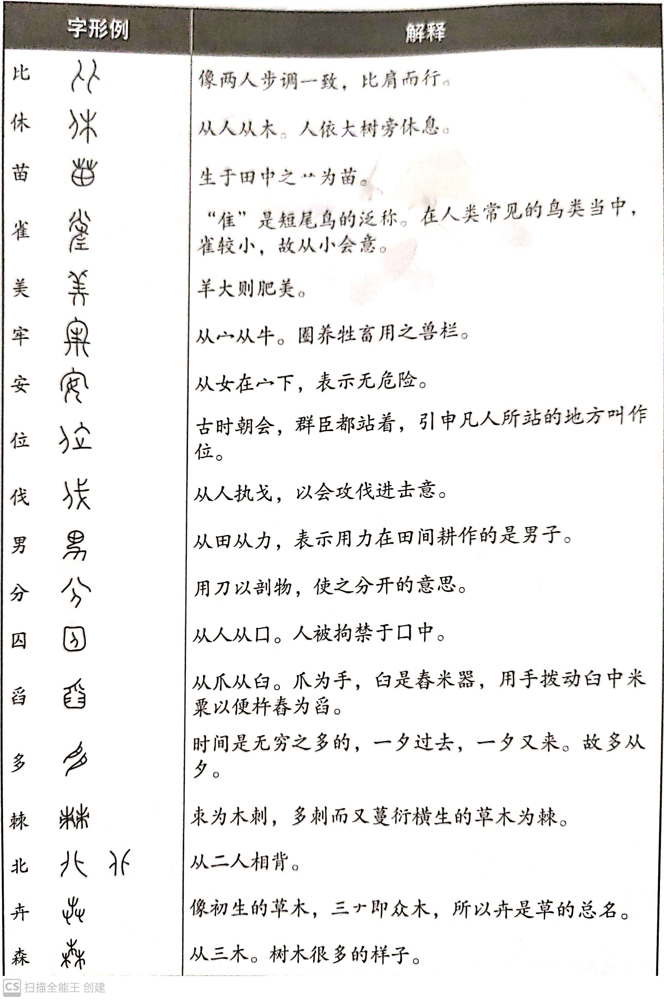 字形例 解释
比 像两人步调一致，比肩而行。
休 从人从木。人依大树旁休息。
苗 生于田中之艹为苗。
雀 “隹”是短尾鸟的泛称。在人类常见的鸟类当中，
雀较小，故从小会意。
美 羊大则肥美。
牢 从宀从牛。圈养牲畜用之兽栏。
安 从女在宀下，表示无危险。
位 古时朝会，群臣都站着，引申凡人所站的地方叫作
位。
伐 从人执戈，以会攻伐进击意。
男 从田从力，表示用力在田间耕作的是男子。
分 用刀以剖物，使之分开的意思。
囚 从人从囗。人被拘禁于囗中。
舀 从爪从臼。爪为手，臼是舂米器，用手拨动臼中米
粟以便杵舂为舀。
多 时间是无穷之多的，一夕过去，一夕又来。故多从
夕。
棘 朿为木刺，多刺而又蔓衍横生的草木为棘。
北 从二人相背。
卉 像初生的草木，三屮即众木，所以卉是草的总名。
森 从三木。树木很多的样子。
CS 扫描全能王 创建